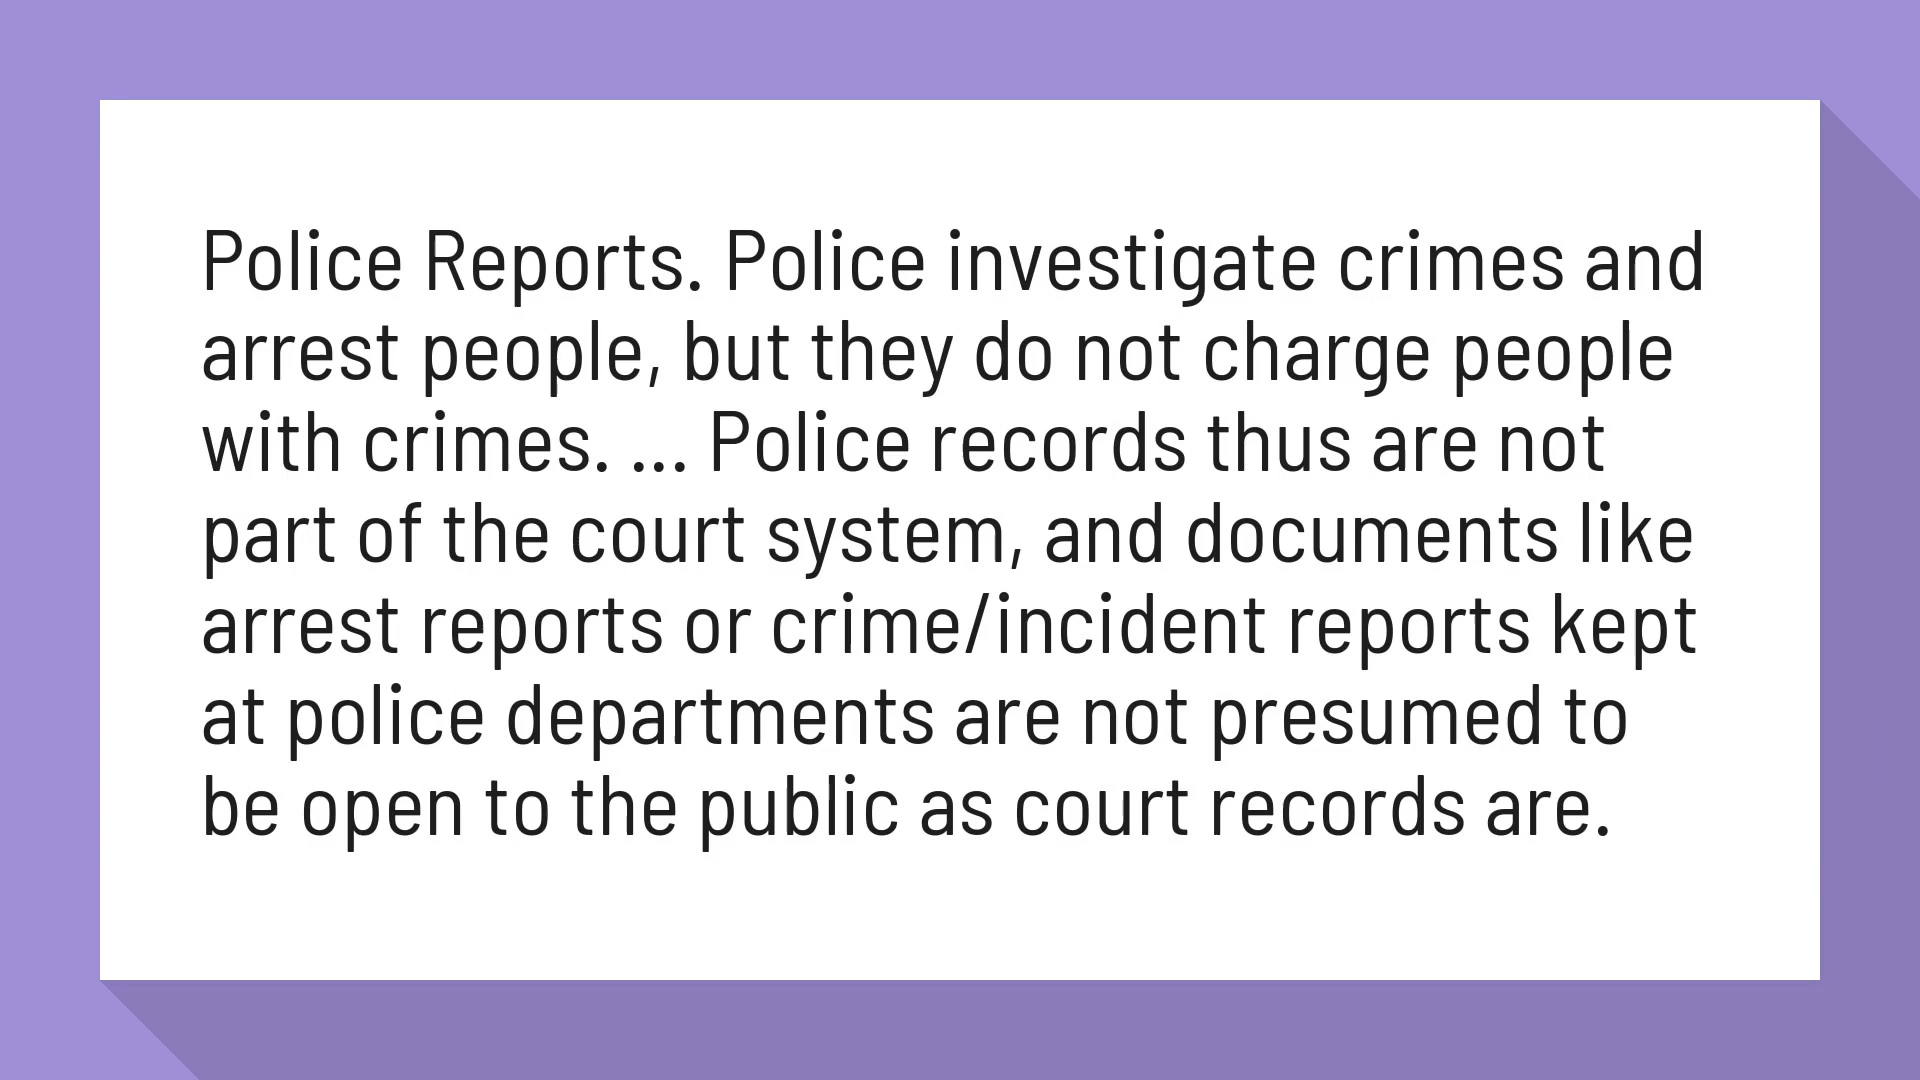 Police Reports. Police investigate crimes and
arrest people, but they do not charge people
with crimes. ... Police records thus are not
part of the court system, and documents like
arrest reports or crime/incident reports kept
at police departments are not presumed to
be open to the public as court records are.